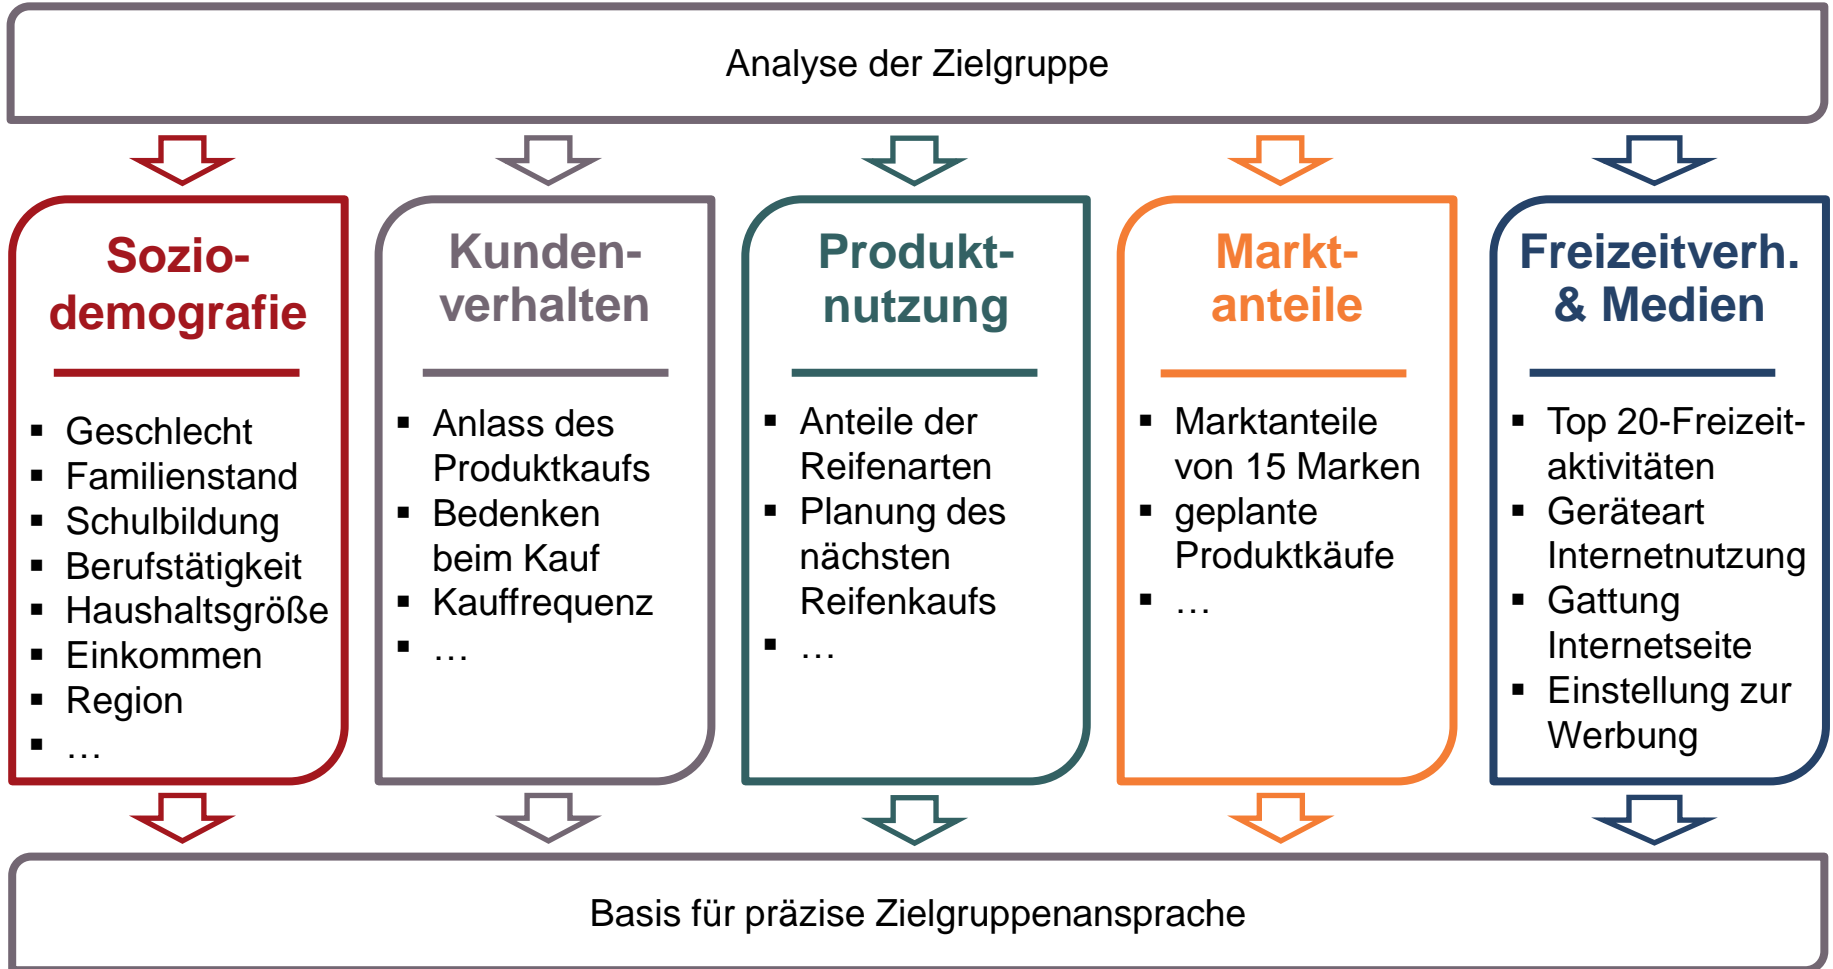 Analyse der Zielgruppe
Sozio-
demografie
▪ Geschlecht
▪ Familienstand
▪ Schulbildung
▪ Berufstätigkeit
▪ Haushaltsgröße
▪ Einkommen
▪ Region
▪ …
Kunden-
verhalten
▪ Anlass des
Produktkaufs
▪ Bedenken
beim Kauf
▪ Kauffrequenz
▪ …
Produkt-
nutzung
▪ Anteile der
Reifenarten
▪ Planung des
nächsten
Reifenkaufs
▪ …
Markt-
anteile
▪ Marktanteile
von 15 Marken
▪ geplante
Produktkäufe
▪ …
Freizeitverh.
& Medien
▪ Top 20-Freizeit-
aktivitäten
▪ Geräteart
Internetnutzung
▪ Gattung
Internetseite
▪ Einstellung zur
Werbung
Basis für präzise Zielgruppenansprache